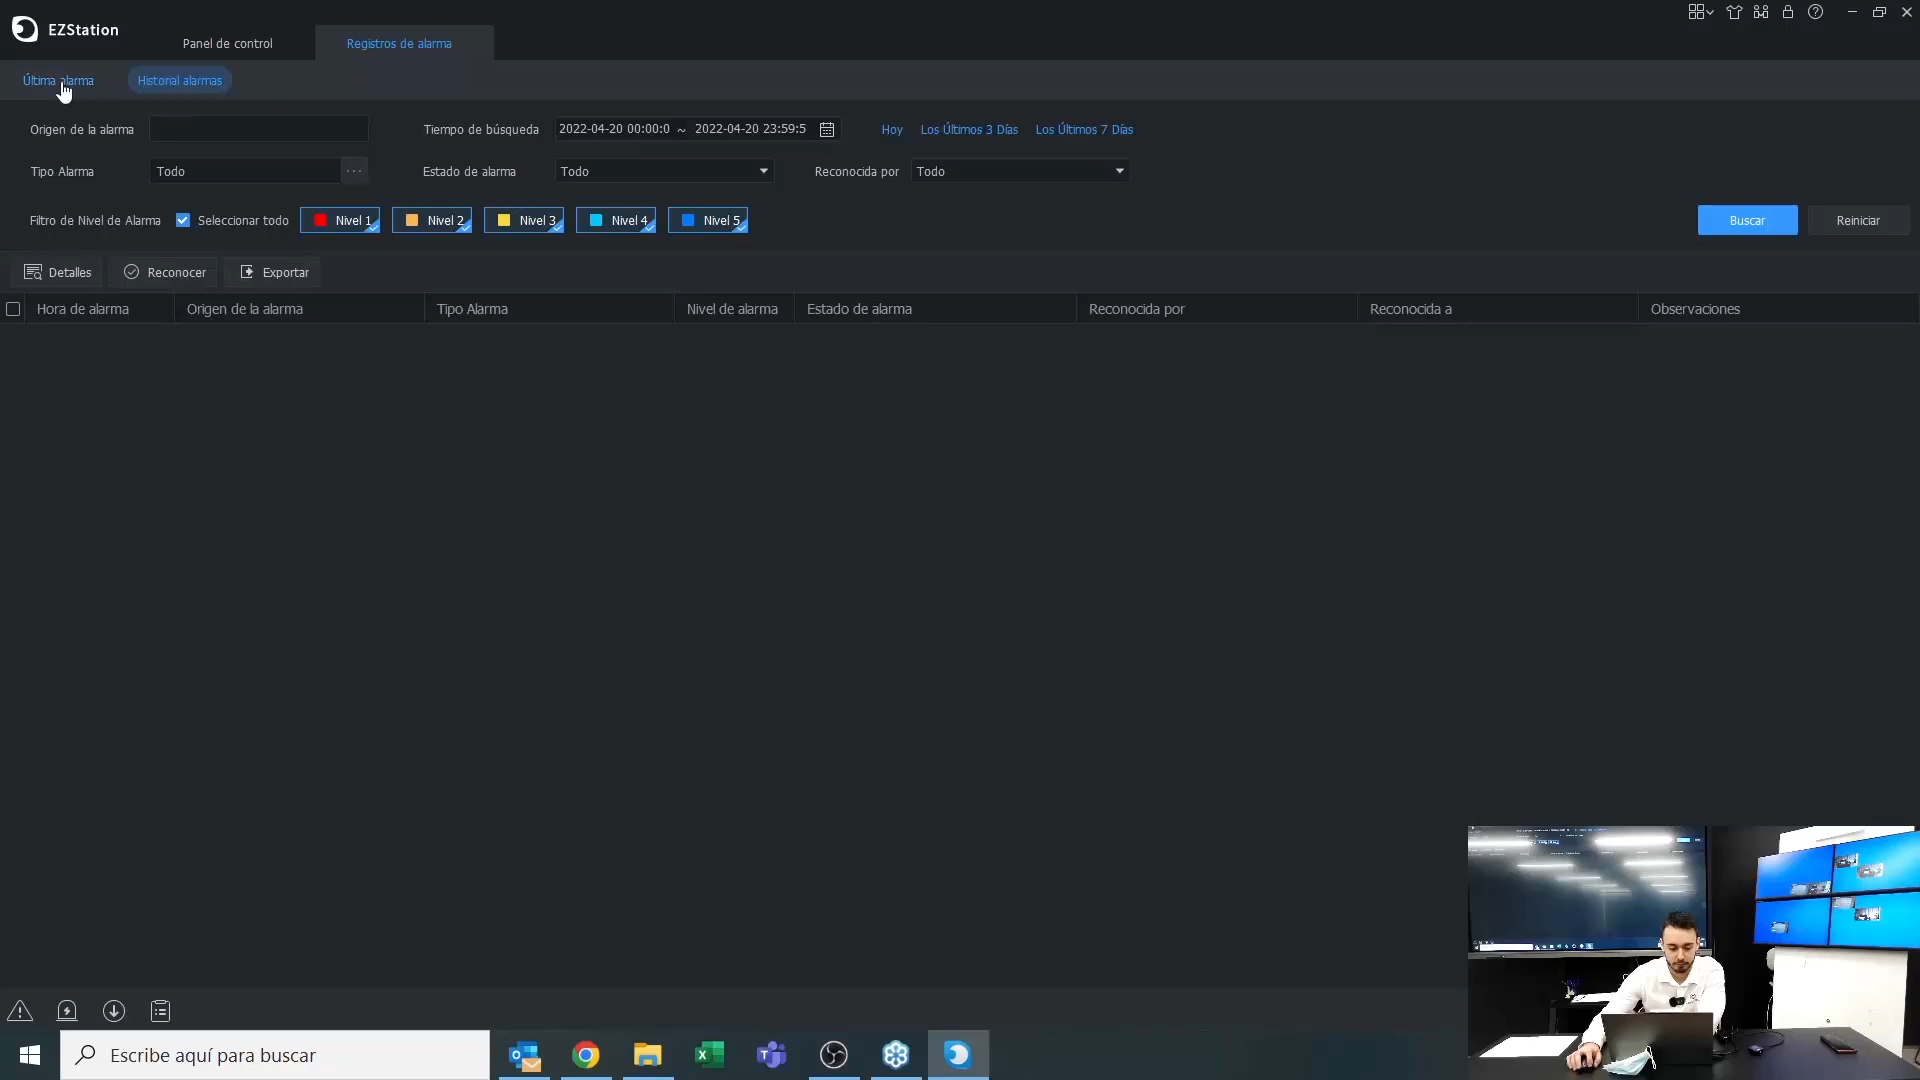 EZStation
Panel de control
Registros de alarma
Última alarma
Historial alarmas
Origen de la alarma
Tiempo de búsqueda
2022-04-20 00:00:0 ~ 2022-04-20 23:59:5
Hoy
Los Últimos 3 Días
Los Últimos 7 Días
Tipo Alarma
Todo
...
Estado de alarma
Todo
Reconocida por
Todo
Filtro de Nivel de Alarma
Seleccionar todo
Nivel 1
Nivel 2
Nivel 3
Nivel 4
Nivel 5
Buscar
Reiniciar
Detalles
Reconocer
Exportar
Hora de alarma
Origen de la alarma
Tipo Alarma
Nivel de alarma
Estado de alarma
Reconocida por
Reconocida a
Observaciones
Escribe aquí para buscar